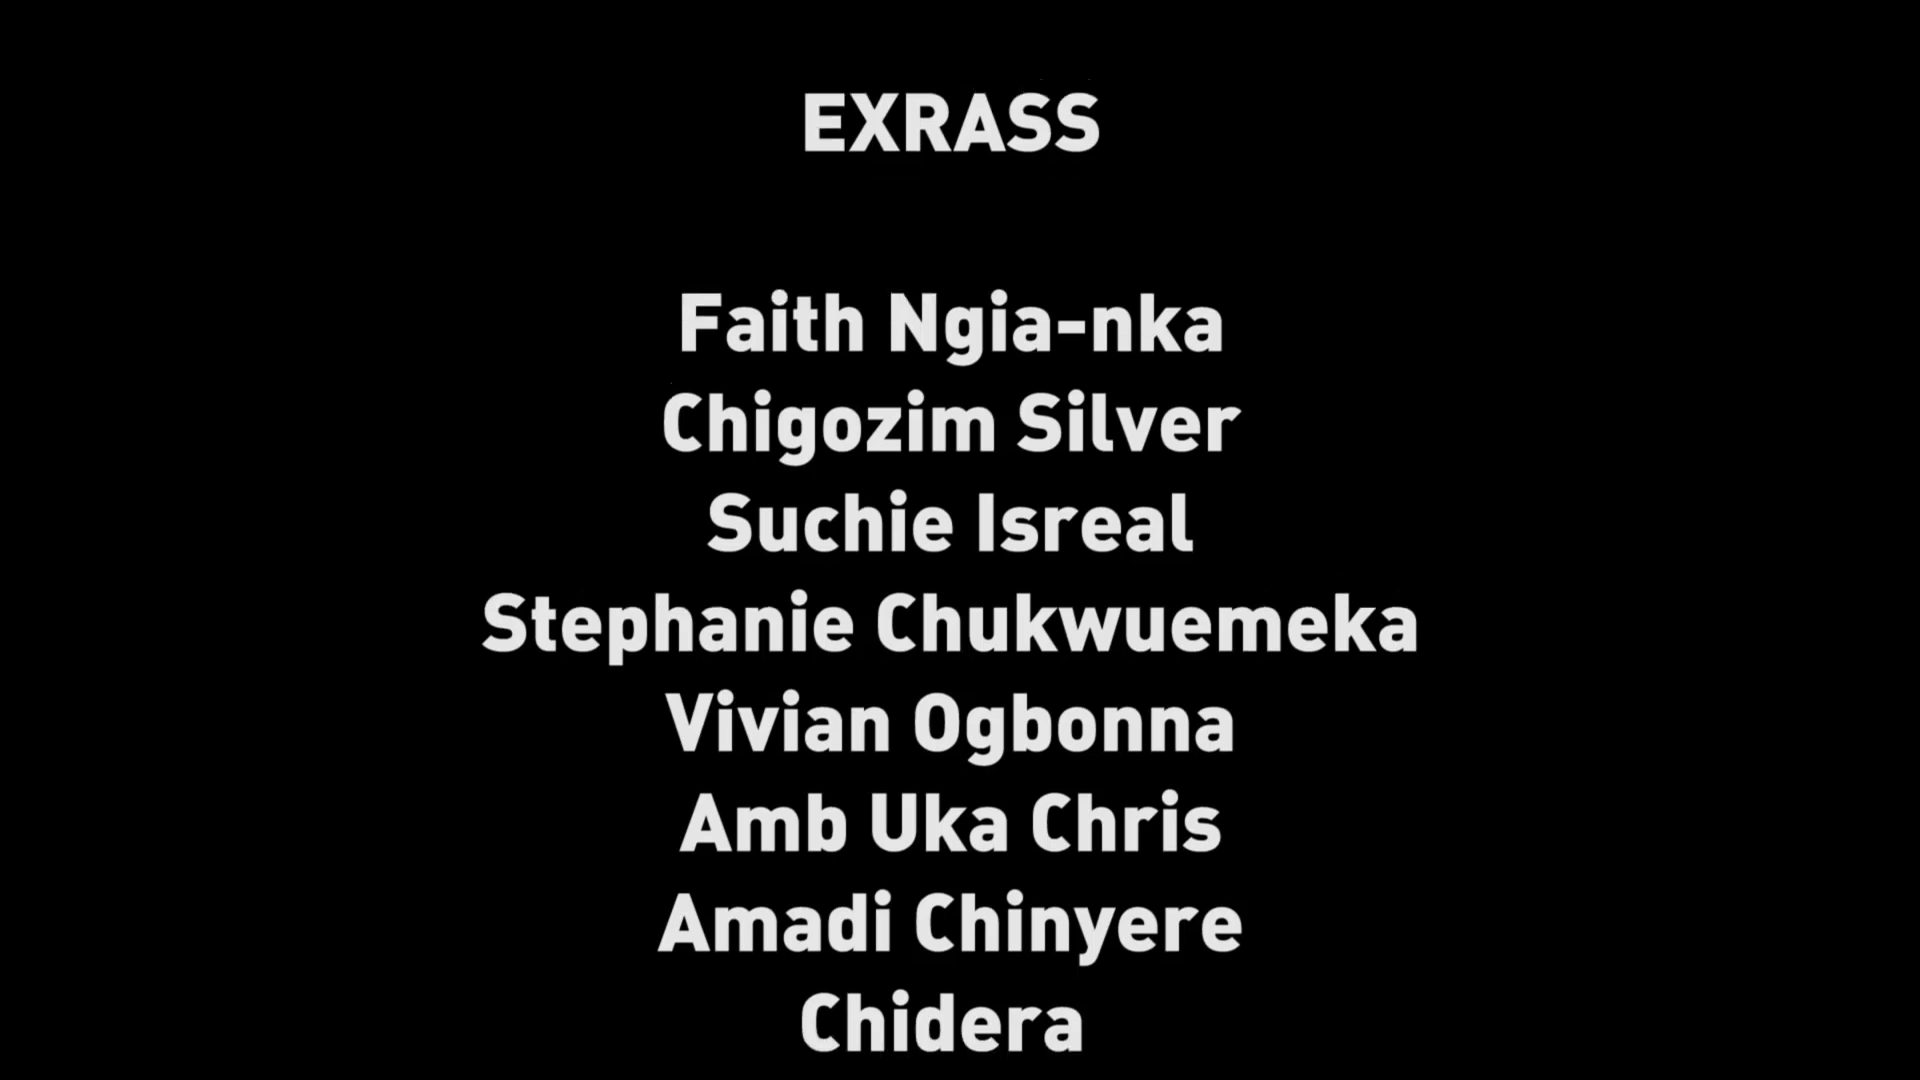 EXRASS
Faith Ngia-nka
Chigozim Silver
Suchie Isreal
Stephanie Chukwuemeka
Vivian Ogbonna
Amb Uka Chris
Amadi Chinyere
Chidera